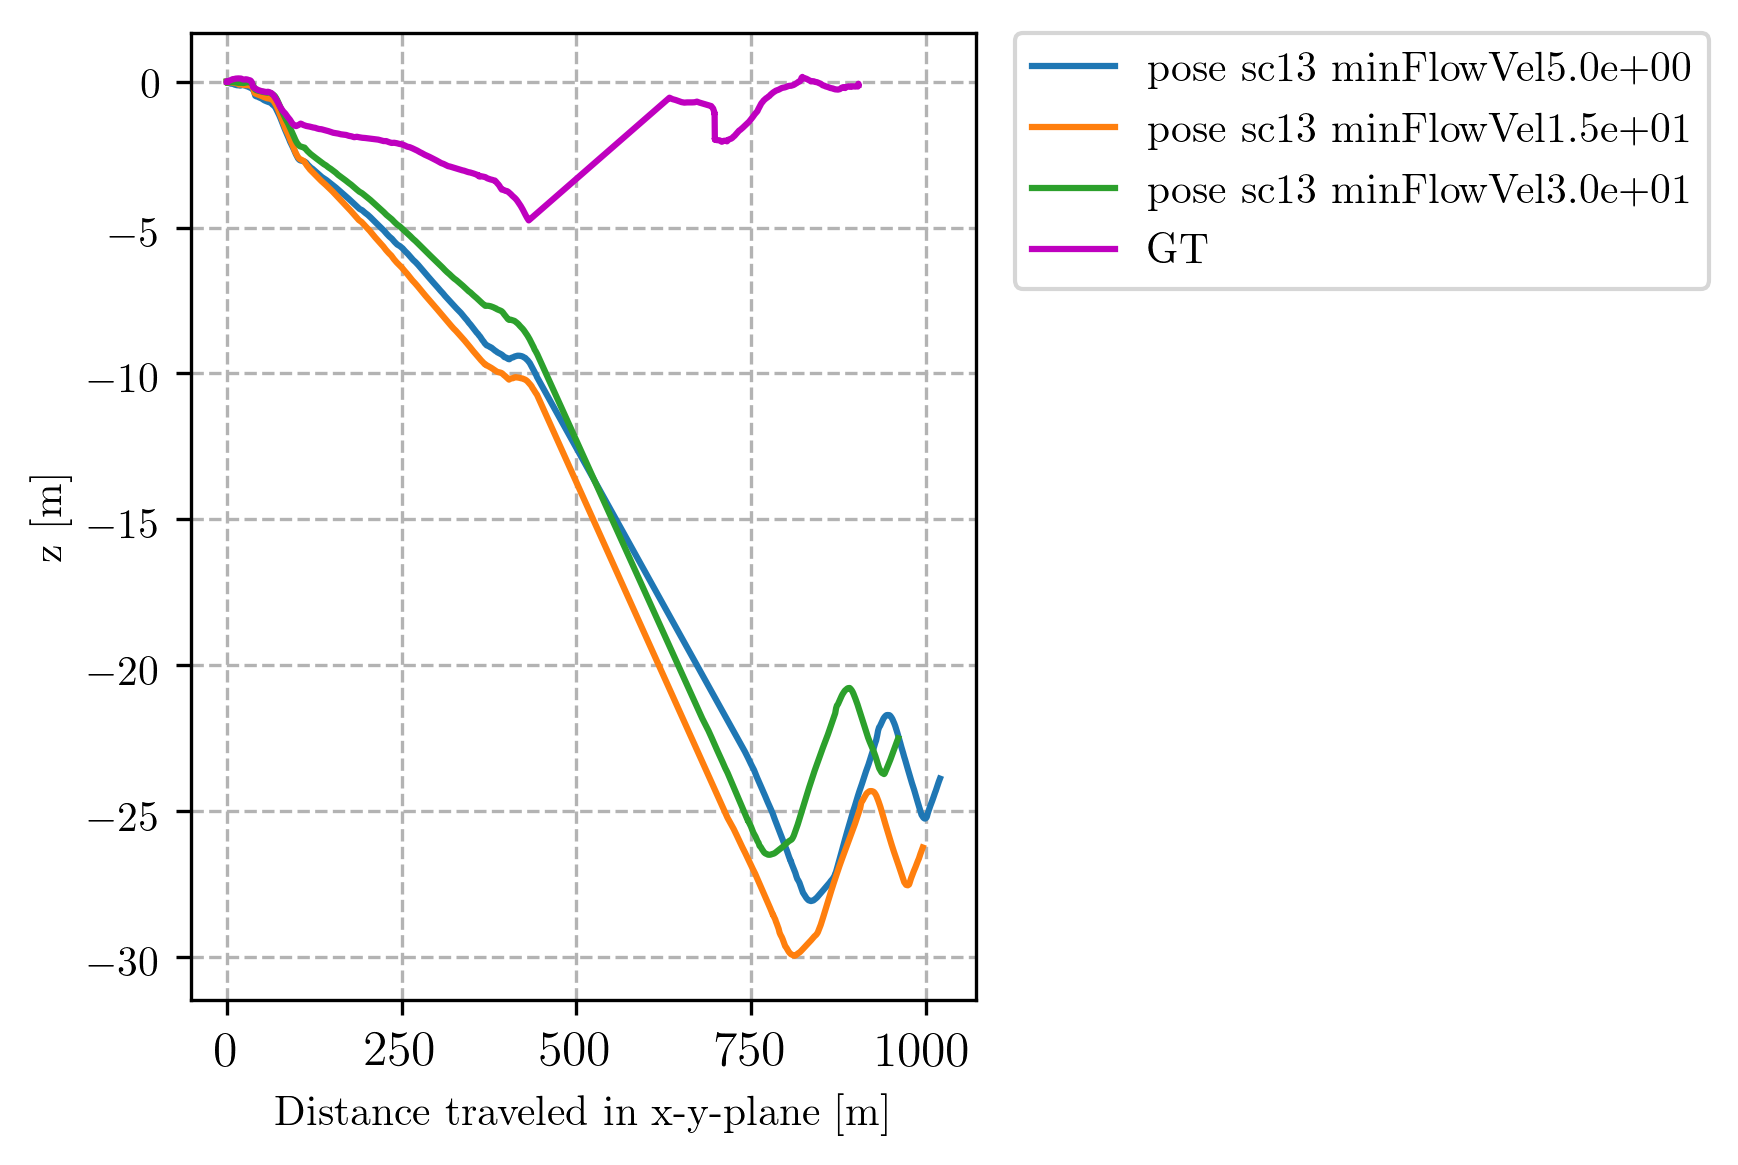 pose sc13 minFlowVel5.0e+00
pose sc13 minFlowVel1.5e+01
pose sc13 minFlowVel3.0e+01
GT
0
−5
−10
−15
−20
−25
−30
z [m]
0 250 500 750 1000
Distance traveled in x-y-plane [m]